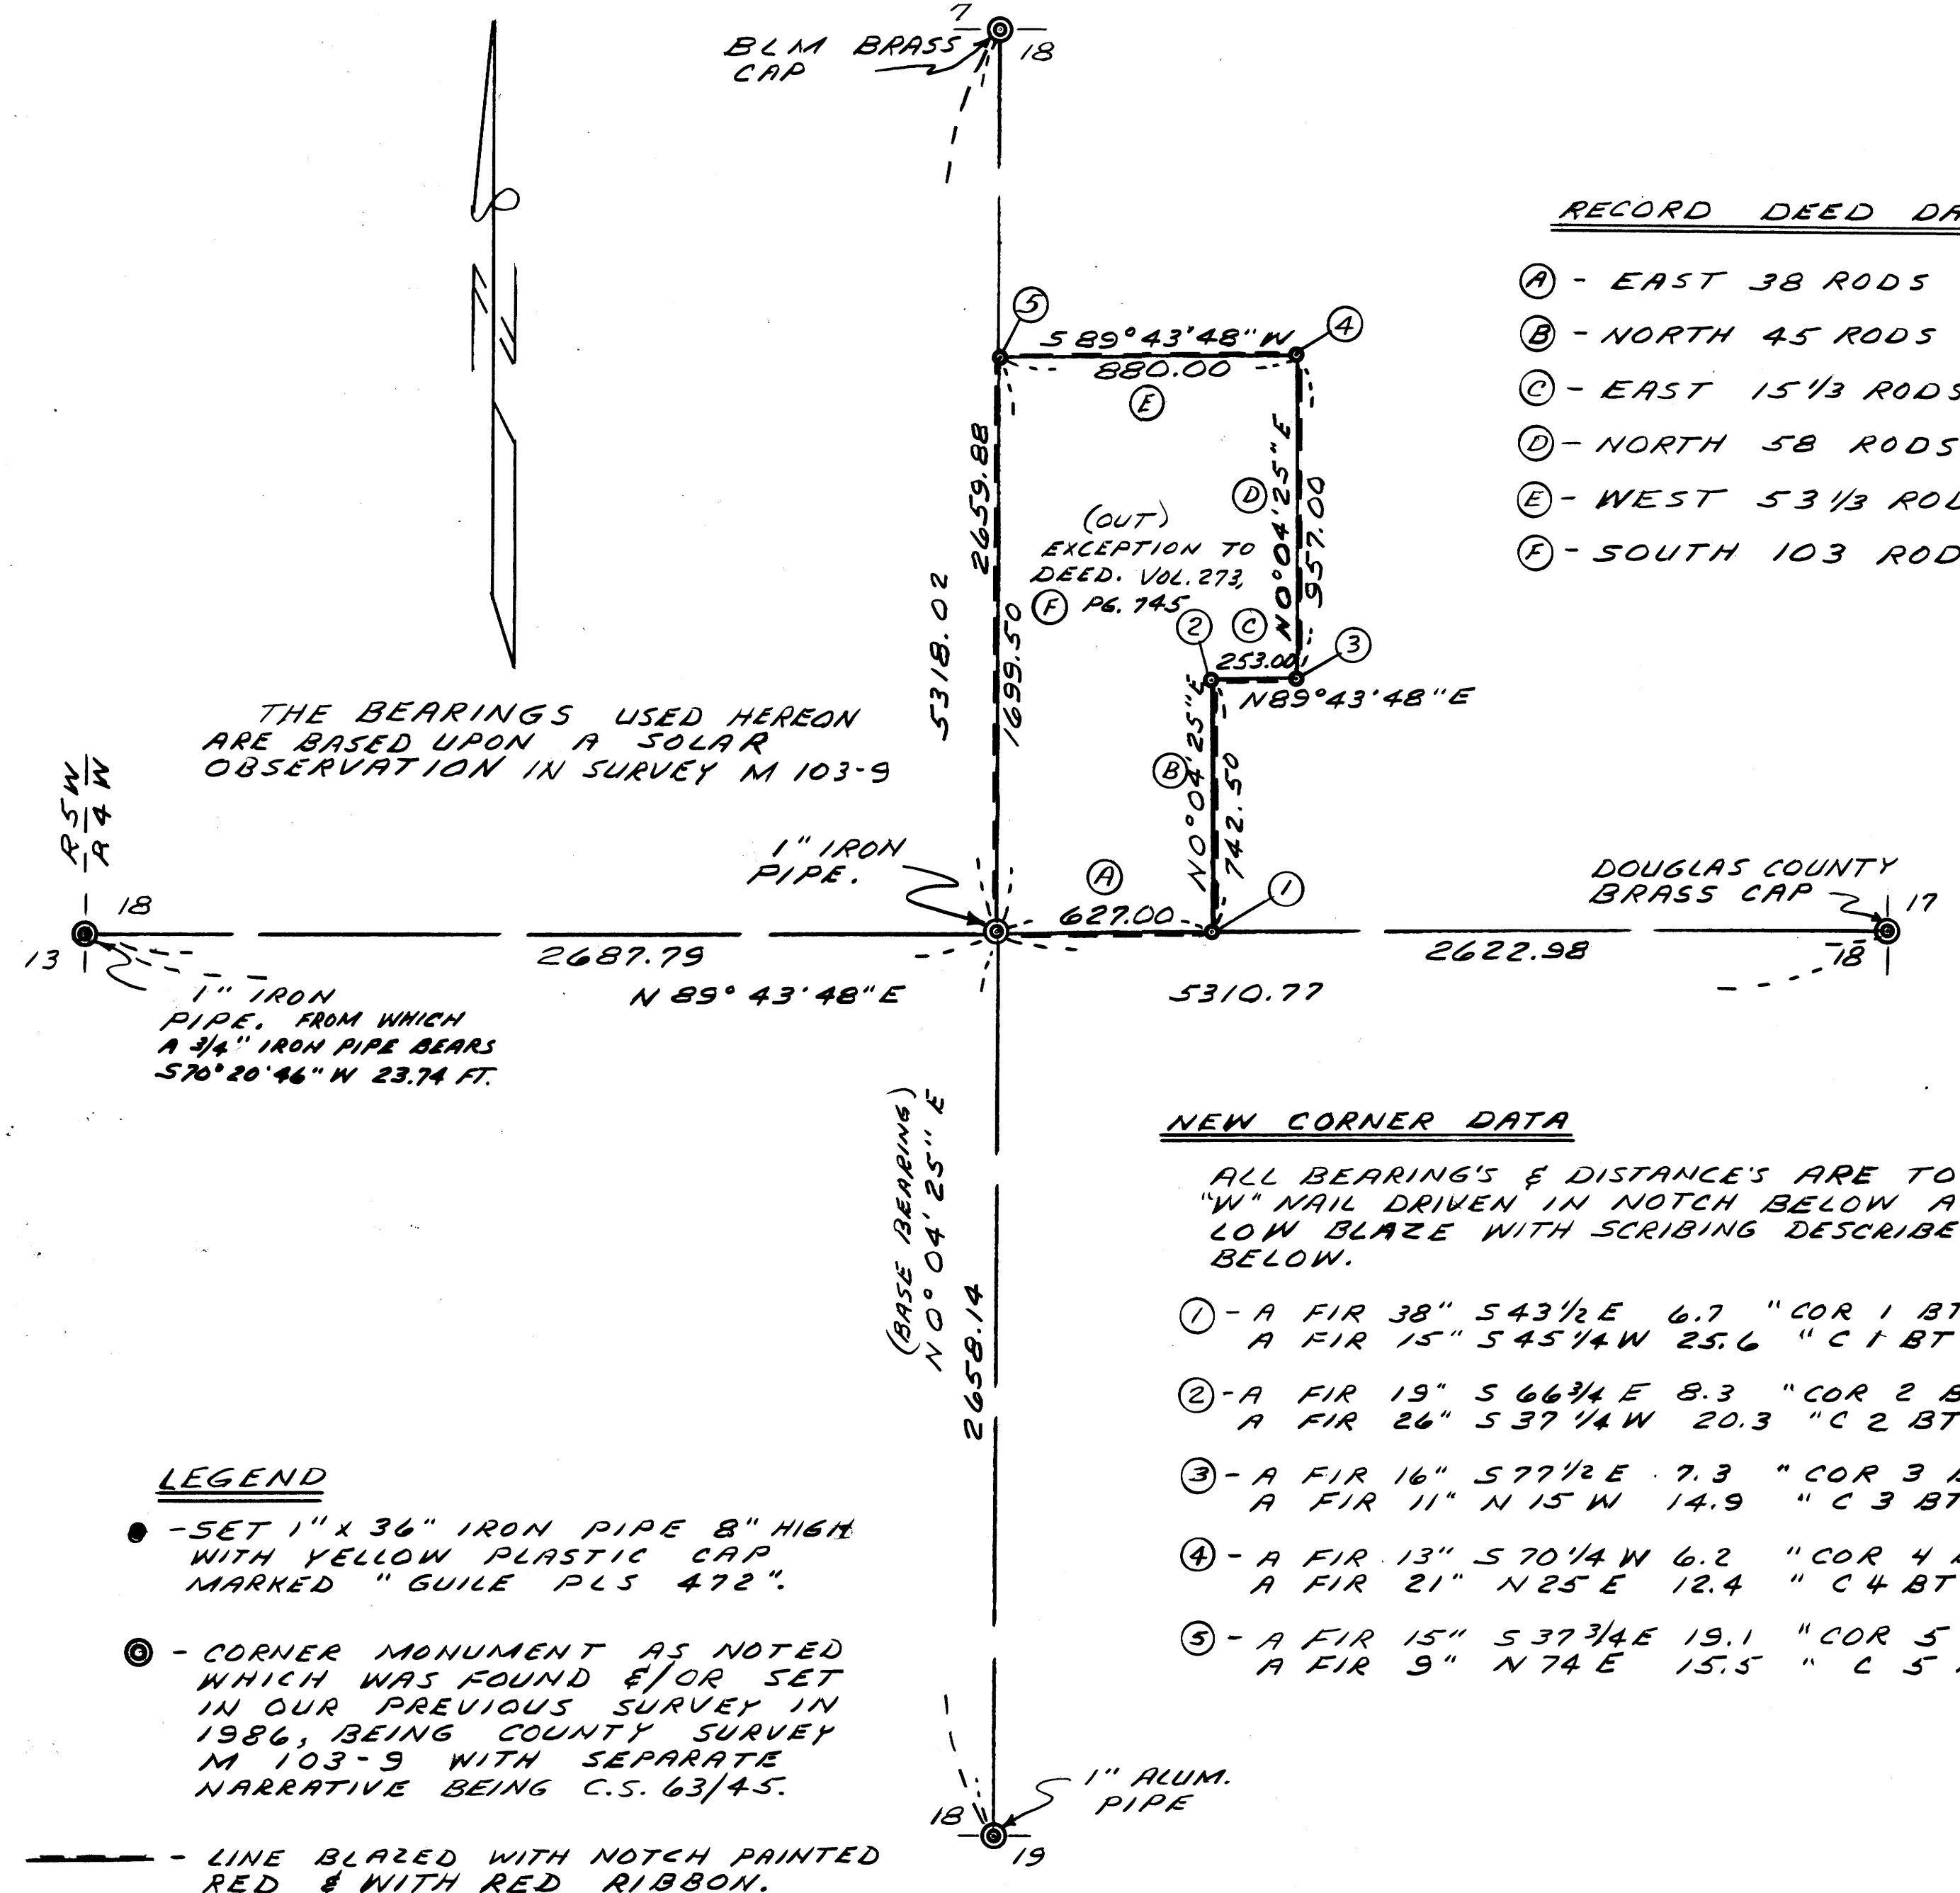 7
BLM BRASS
CAP
18
RECORD DEED DA
A - EAST 38 RODS
B - NORTH 45 RODS
C - EAST 15 1/3 RODS
D - NORTH 58 RODS
E - WEST 53 1/3 ROD
F - SOUTH 103 ROD
5
4
S 89° 43' 48" W
880.00
E
2659.88
5318.02
1699.50
(OUT)
EXCEPTION TO
DEED. VOL. 273,
F PG. 745
D
N 0° 04' 25" E
957.00
2
C
3
253.00
N 89° 43' 48" E
B
N 0° 04' 25" E
742.50
THE BEARINGS USED HEREON
ARE BASED UPON A SOLAR
OBSERVATION IN SURVEY M 103-9
R 5 W
R 4 W
1" IRON
PIPE.
A
1
627.00
DOUGLAS COUNTY
BRASS CAP
17
18
18
13
2687.79
2622.98
N 89° 43' 48" E
5310.77
1" IRON
PIPE. FROM WHICH
A 3/4" IRON PIPE BEARS
S 70° 20' 46" W 23.74 FT.
(BASE BEARING)
N 0° 04' 25" E
2658.14
NEW CORNER DATA
ALL BEARING'S & DISTANCE'S ARE TO
"W" NAIL DRIVEN IN NOTCH BELOW A
LOW BLAZE WITH SCRIBING DESCRIBE
BELOW.
1 - A FIR 38" S 43 1/2 E 6.7 "COR 1 BT
A FIR 15" S 45 1/4 W 25.6 "C 1 BT
2 - A FIR 19" S 66 3/4 E 8.3 "COR 2 B
A FIR 26" S 37 1/4 W 20.3 "C 2 BT
3 - A FIR 16" S 77 1/2 E 7.3 "COR 3 B
A FIR 11" N 15 W 14.9 "C 3 BT
4 - A FIR 13" S 70 1/4 W 6.2 "COR 4 B
A FIR 21" N 25 E 12.4 "C 4 BT
5 - A FIR 15" S 37 3/4 E 19.1 "COR 5
A FIR 9" N 74 E 15.5 "C 5
LEGEND
- SET 1" x 36" IRON PIPE 8" HIGH
WITH YELLOW PLASTIC CAP
MARKED "GUILE PLS 472".
- CORNER MONUMENT AS NOTED
WHICH WAS FOUND &/OR SET
IN OUR PREVIOUS SURVEY IN
1986, BEING COUNTY SURVEY
M 103-9 WITH SEPARATE
NARRATIVE BEING C.S. 63/45.
- LINE BLAZED WITH NOTCH PAINTED
RED & WITH RED RIBBON.
1" ALUM.
PIPE
18
19